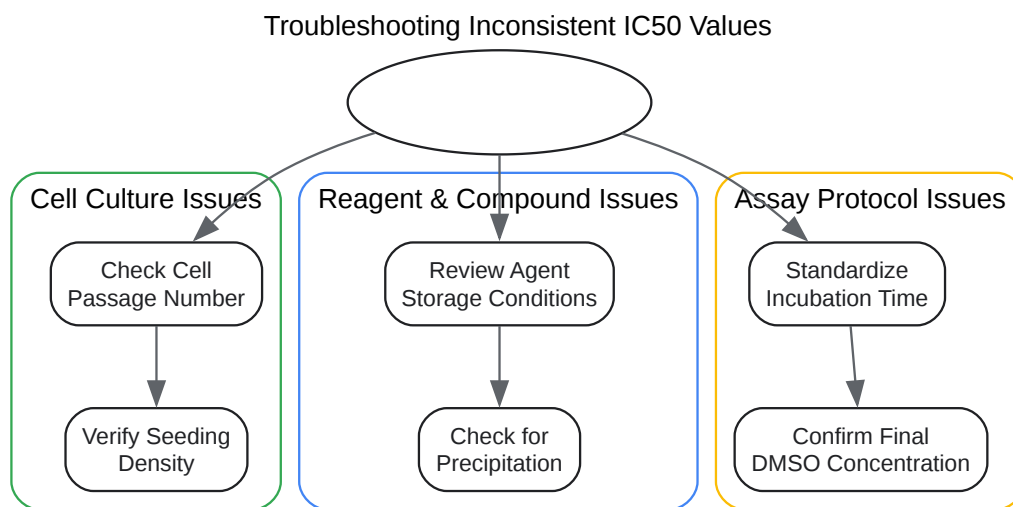 Troubleshooting Inconsistent IC50 Values
Cell Culture Issues
Check Cell
Passage Number
Verify Seeding
Density
Reagent & Compound Issues
Review Agent
Storage Conditions
Check for
Precipitation
Assay Protocol Issues
Standardize
Incubation Time
Confirm Final
DMSO Concentration